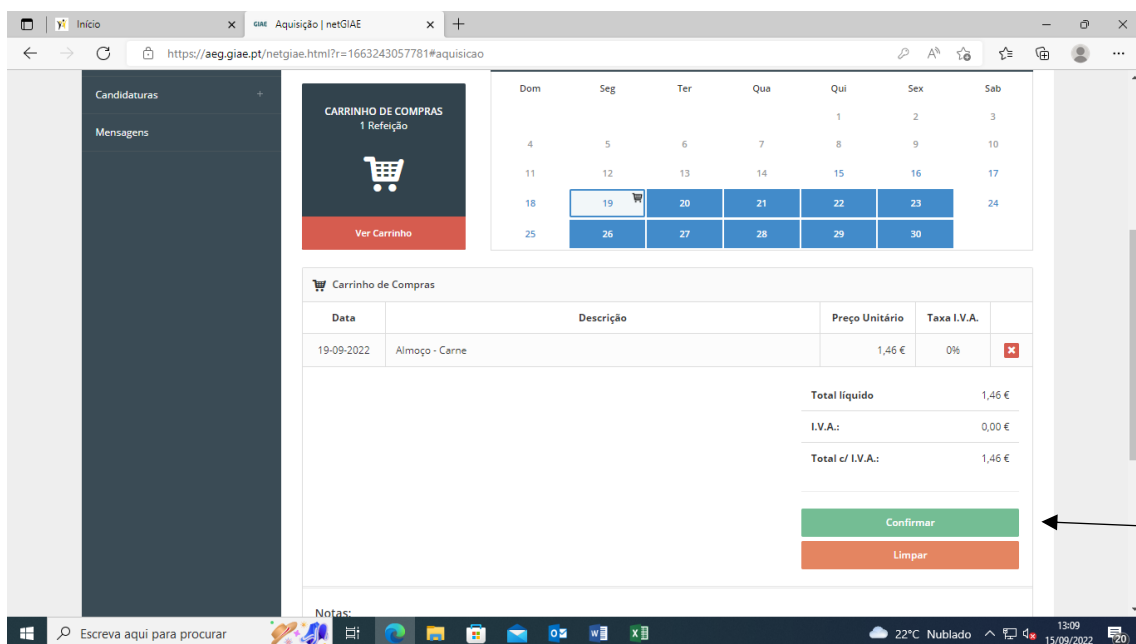 Início
GIAE Aquisição | netGIAE
https://aeg.giae.pt/netgiae.html?r=1663243057781#aquisicao
Candidaturas +
Mensagens
CARRINHO DE COMPRAS
1 Refeição
Ver Carrinho
Dom Seg Ter Qua Qui Sex Sab
1 2 3
4 5 6 7 8 9 10
11 12 13 14 15 16 17
18 19 20 21 22 23 24
25 26 27 28 29 30
Carrinho de Compras
Data Descrição Preço Unitário Taxa I.V.A.
19-09-2022 Almoço - Carne 1,46 € 0%
Total líquido 1,46 €
I.V.A.: 0,00 €
Total c/ I.V.A.: 1,46 €
Confirmar
Limpar
Notas:
Escreva aqui para procurar
22°C Nublado
13:09
15/09/2022
20